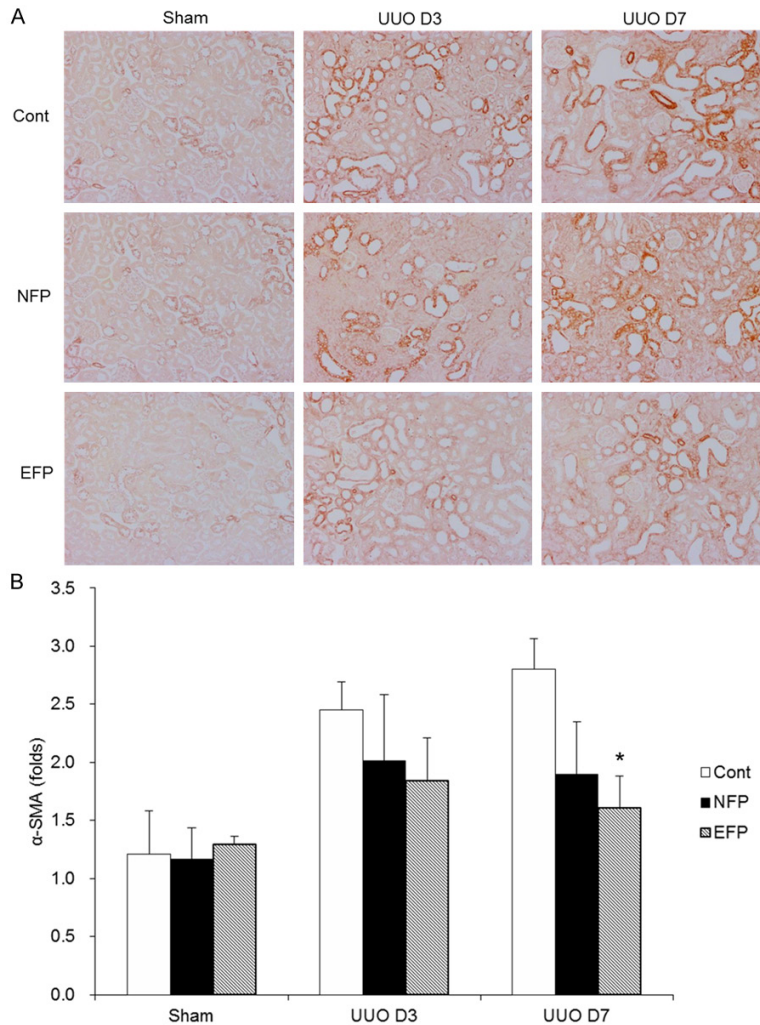 A
Sham UUO D3 UUO D7
Cont
NFP
EFP
B
3.5
3.0
2.5
2.0
1.5
1.0
0.5
0.0
α-SMA (folds)
*
Cont
NFP
EFP
Sham UUO D3 UUO D7